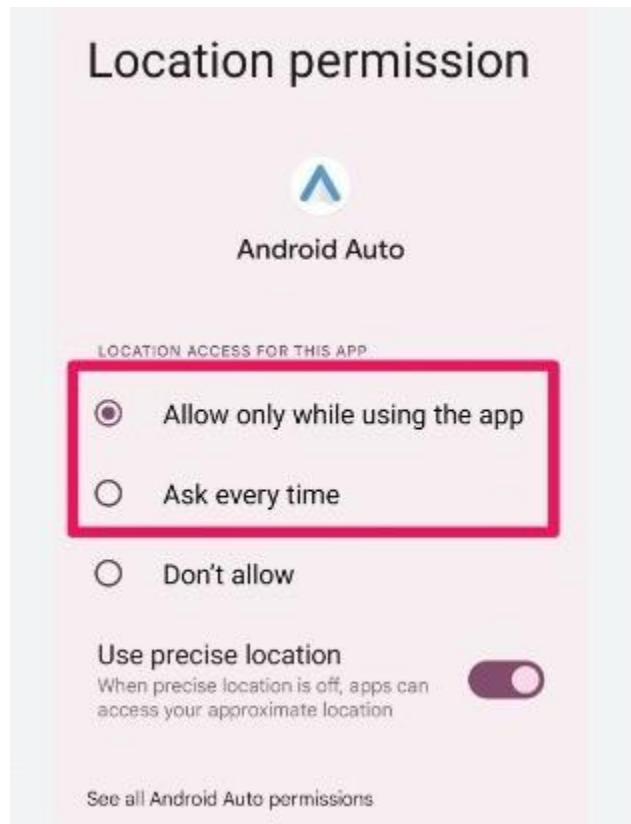 Location permission
Android Auto
LOCATION ACCESS FOR THIS APP
Allow only while using the app
Ask every time
Don't allow
Use precise location
When precise location is off, apps can
access your approximate location
See all Android Auto permissions